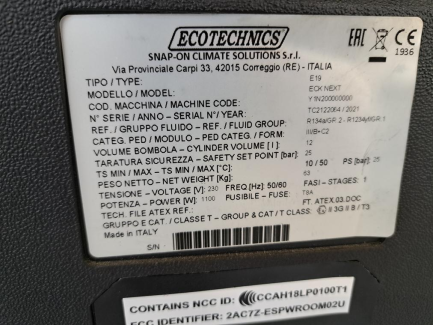 ECOTECHNICS
SNAP-ON CLIMATE SOLUTIONS S.r.l.
Via Provinciale Carpi 33, 42015 Correggio (RE) - ITALIA
EAC CE 1936
TIPO / TYPE: E19
MODELLO / MODEL: ECK NEXT
COD. MACCHINA / MACHINE CODE: Y1N200000000
N° SERIE / ANNO - SERIAL N° / YEAR: TC2122064 / 2021
REF. / GRUPPO FLUIDO - REF. / FLUID GROUP: R134a/GR. 2 - R1234yf/GR. 1
CATEG. PED / MODULO - PED CATEG. / FORM: III/B+C2
VOLUME BOMBOLA - CYLINDER VOLUME [l]: 12
TARATURA SICUREZZA - SAFETY SET POINT [bar]: 25
TS MIN / MAX – TS MIN / MAX [°C]: 10 / 50 PS [bar]: 25
PESO NETTO - NET WEIGHT [Kg]: 63
TENSIONE - VOLTAGE [V]: 230 FREQ.[Hz]: 50/60 FASI - STAGES: 1
POTENZA - POWER [W]: 1100 FUSIBILE - FUSE: T8A
TECH. FILE ATEX REF.: FT. ATEX.03.DOC
GRUPPO E CAT. / CLASSE T – GROUP & CAT / T CLASS: II 3G II B / T3
Made in ITALY
S/N
CONTAINS NCC ID: CCAH18LP0100T1
FCC IDENTIFIER: 2AC7Z-ESPWROOM02U